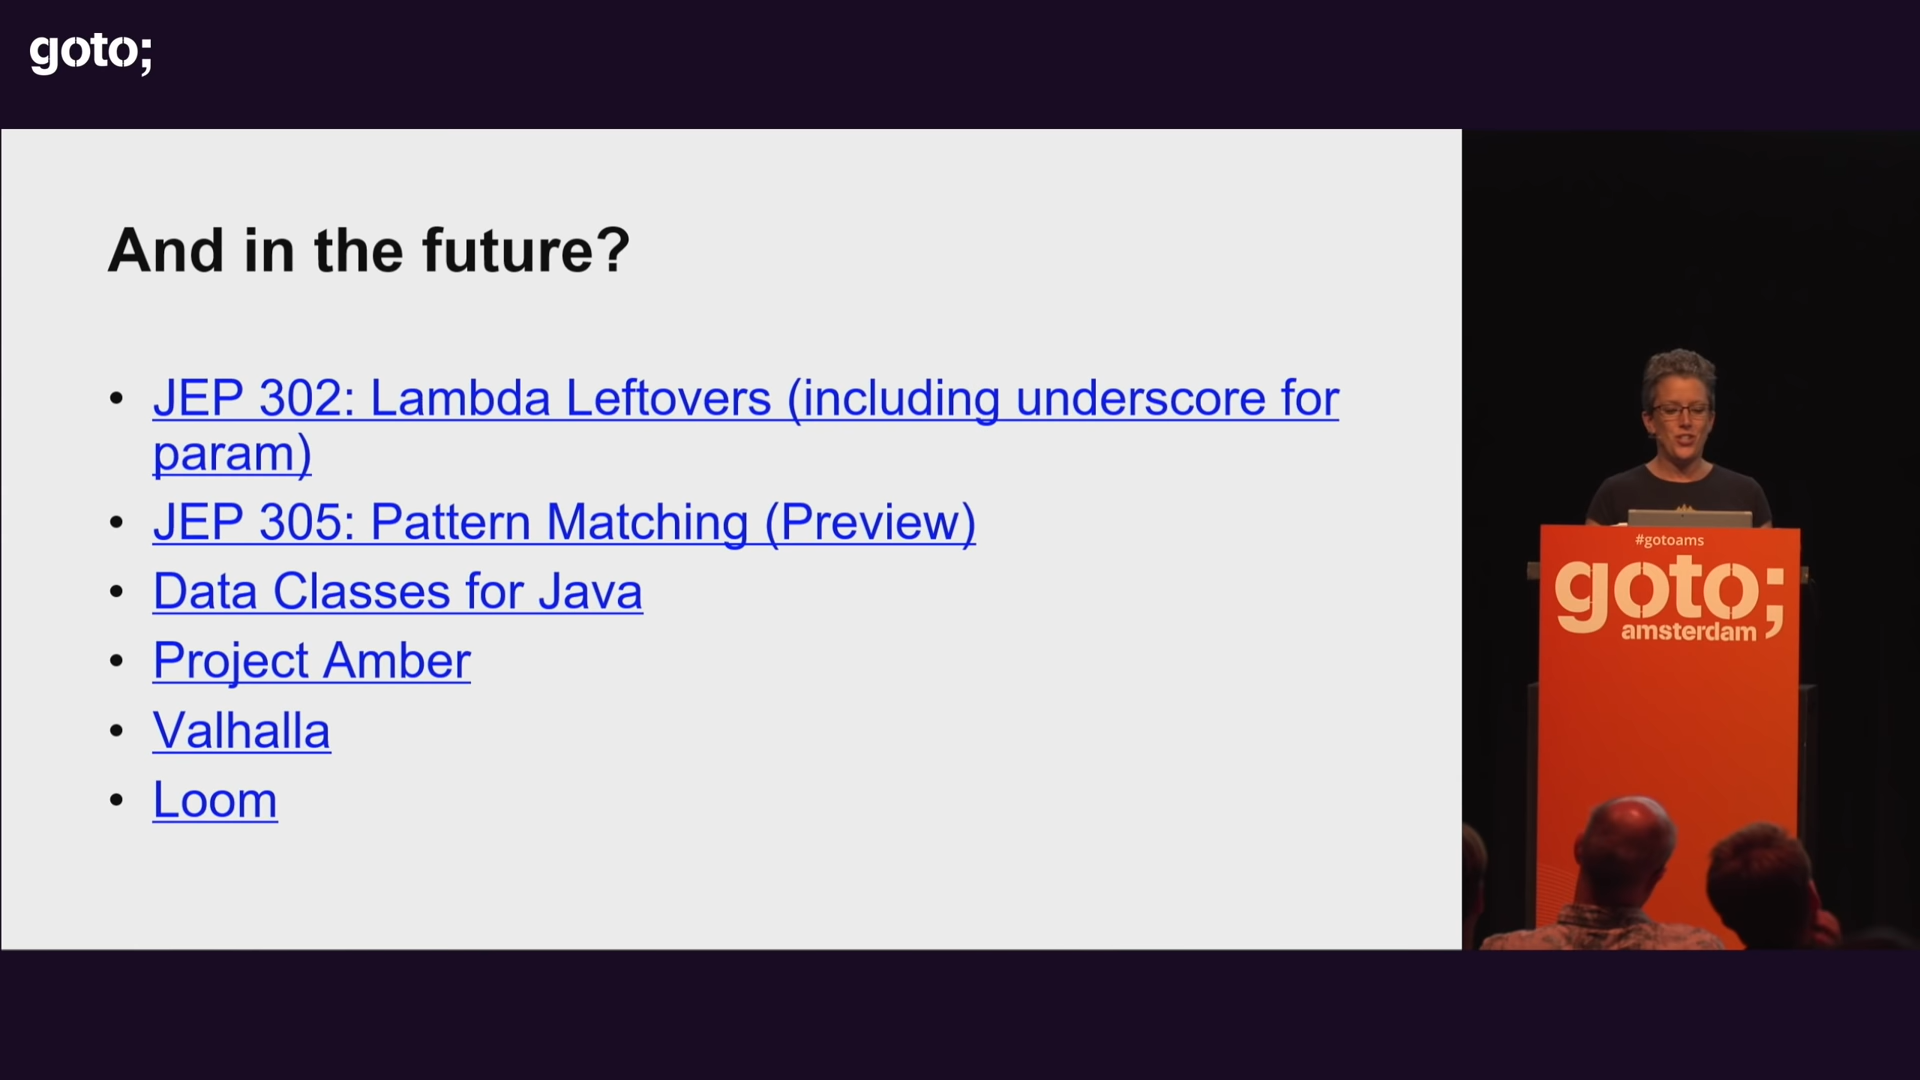 goto;
And in the future?
• JEP 302: Lambda Leftovers (including underscore for
param)
• JEP 305: Pattern Matching (Preview)
• Data Classes for Java
• Project Amber
• Valhalla
• Loom
#gotoams
goto;
amsterdam